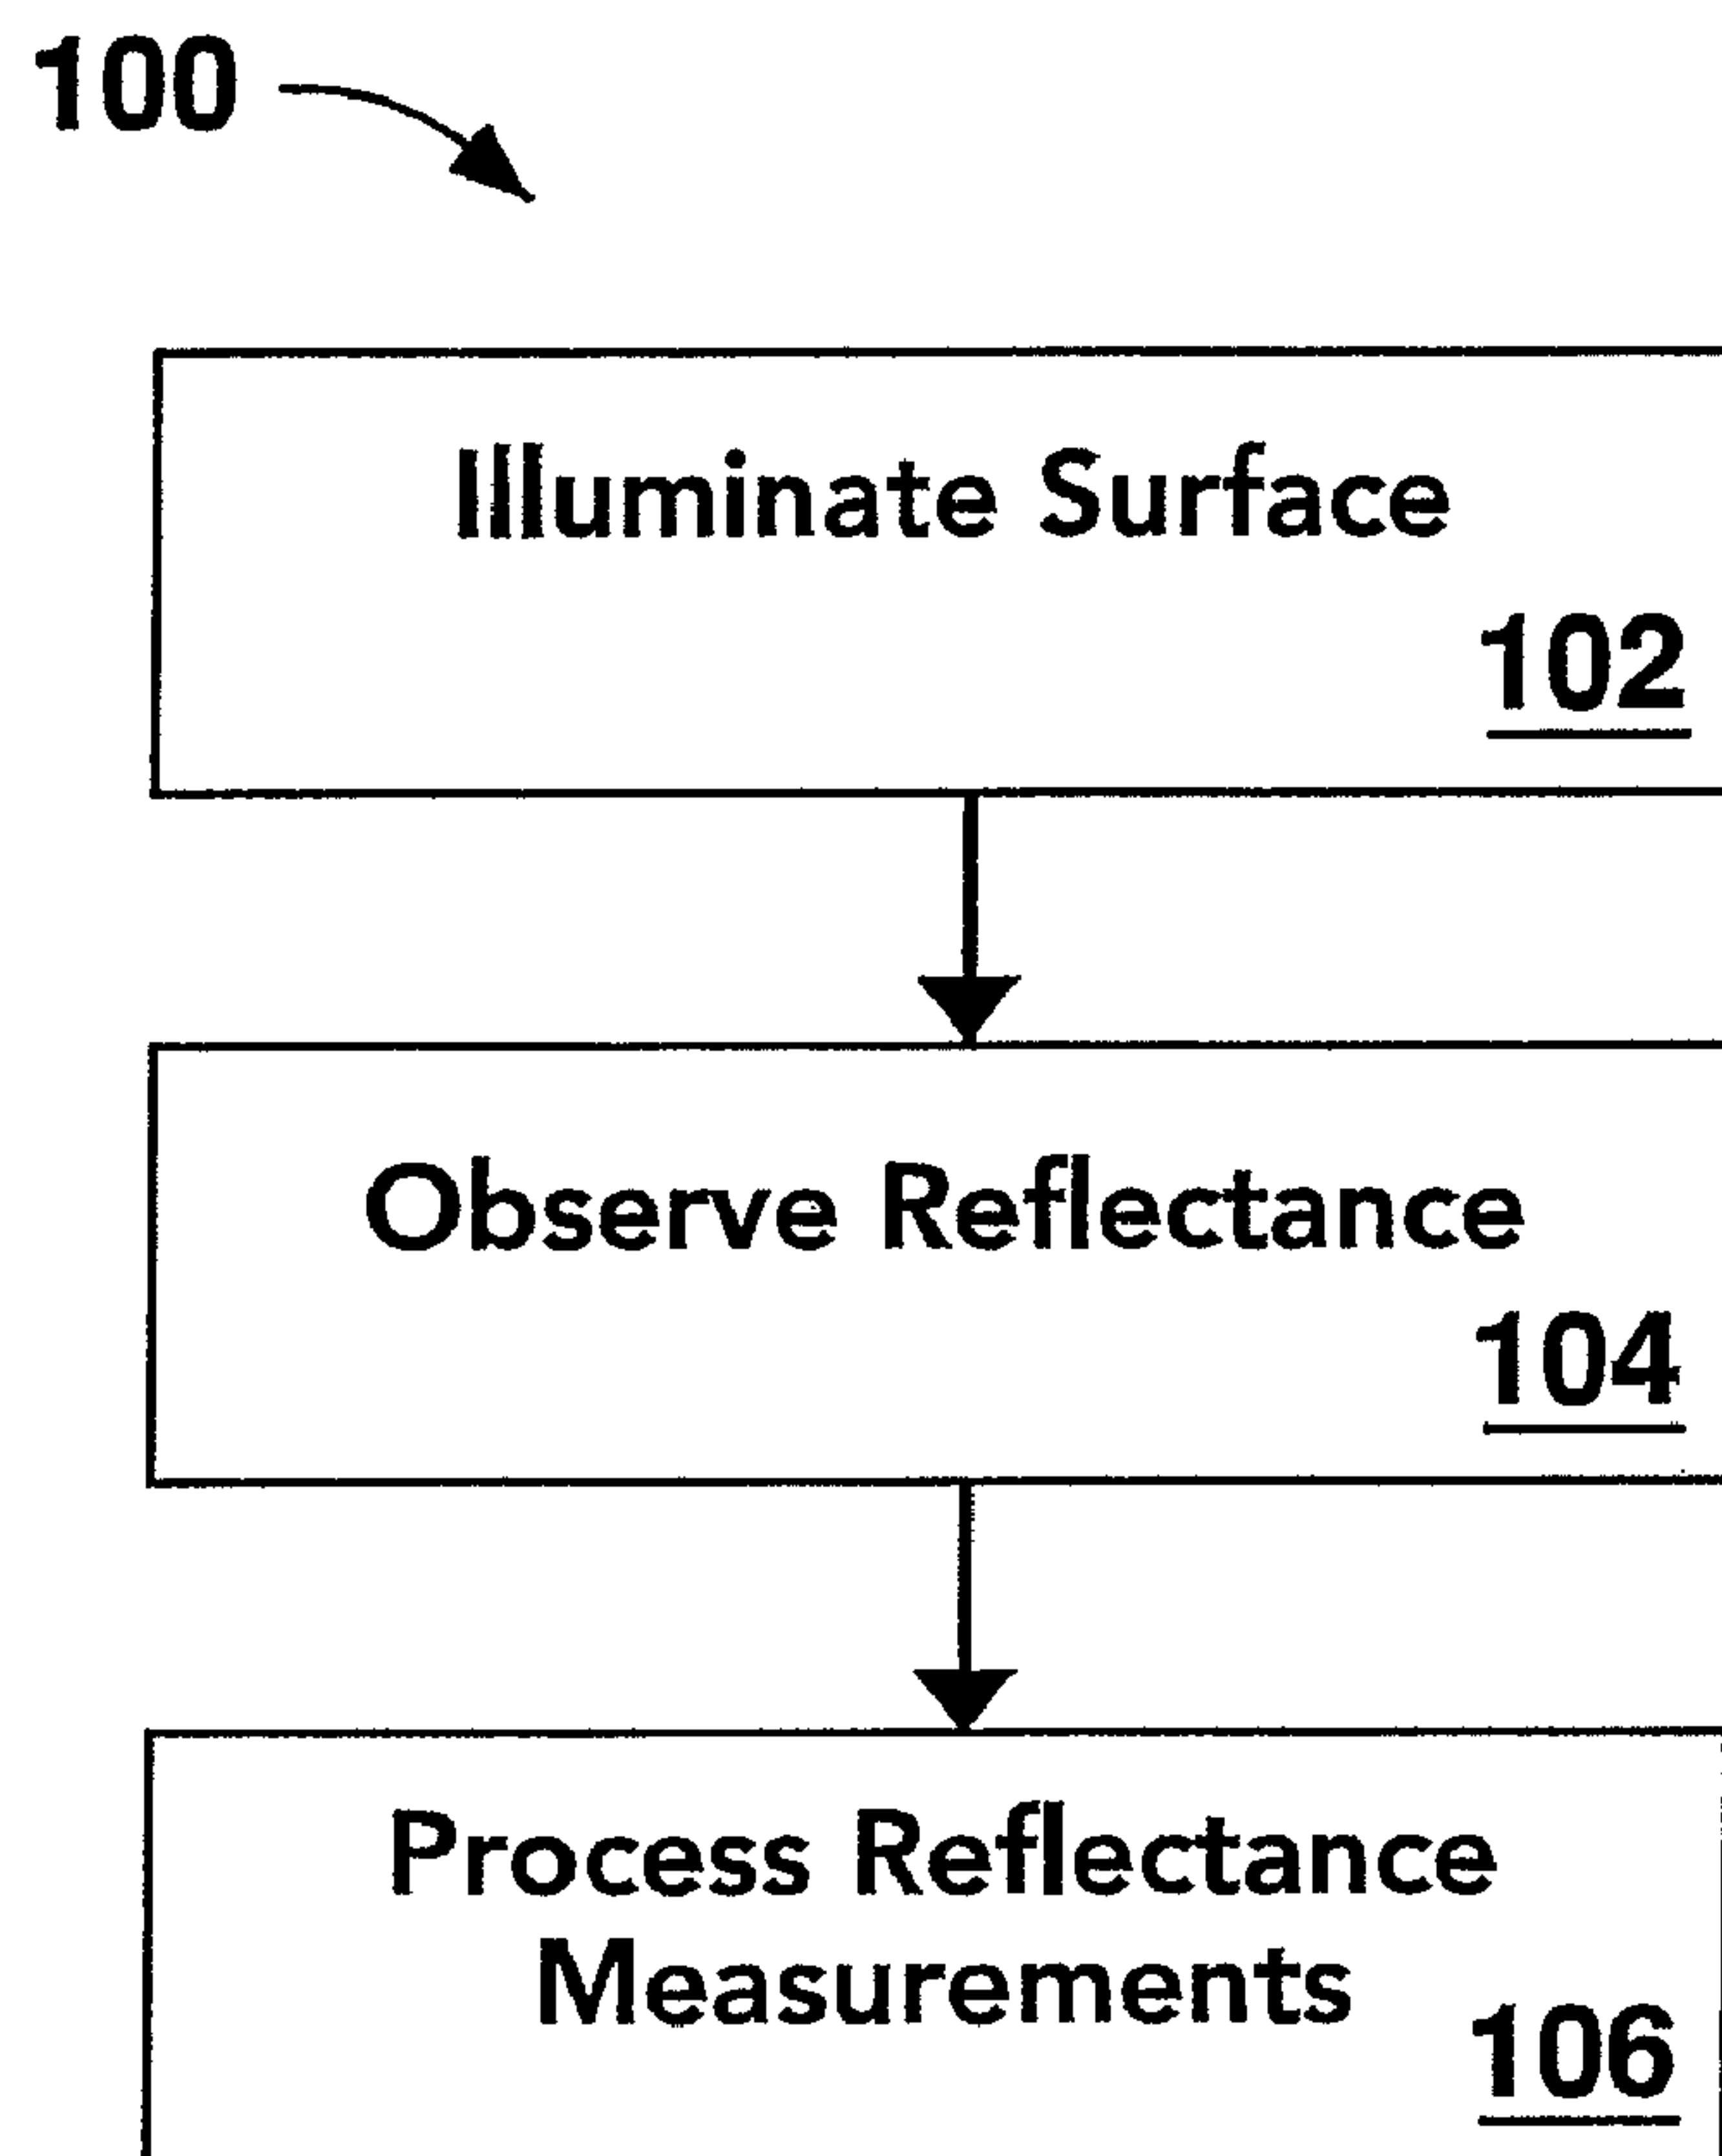 100
Illuminate Surface
102
Observe Reflectance
104
Process Reflectance
Measurements
106